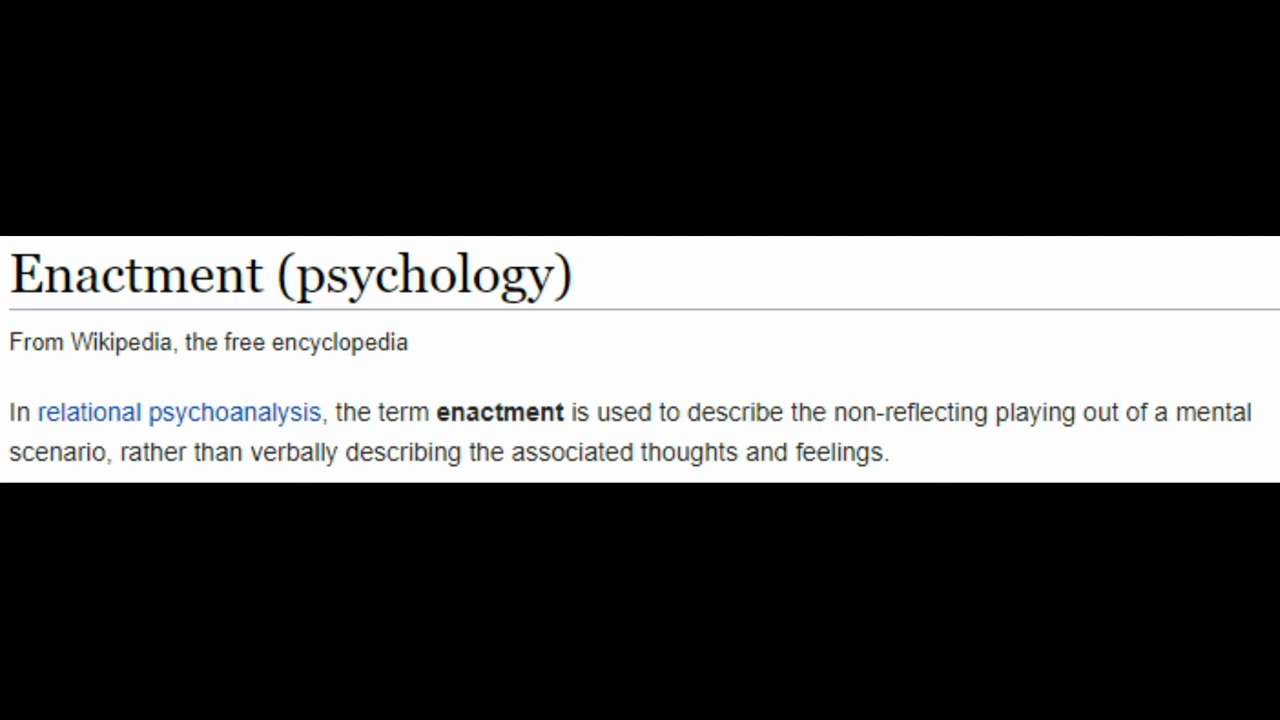 Enactment (psychology)
From Wikipedia, the free encyclopedia
In relational psychoanalysis, the term enactment is used to describe the non-reflecting playing out of a mental
scenario, rather than verbally describing the associated thoughts and feelings.